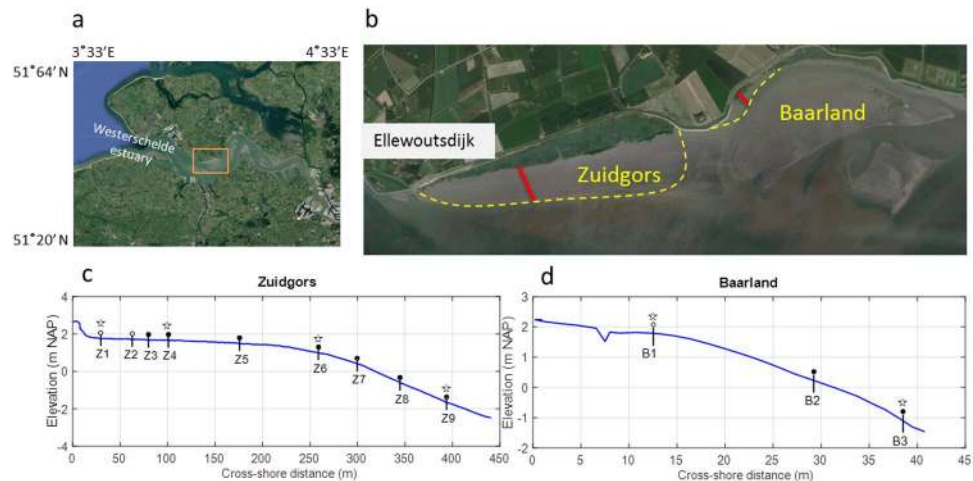 a
3˚33'E 4˚33'E
51˚64' N
Westerschelde
estuary
51˚20' N
b
Ellewoutsdijk
Zuidgors
Baarland
c
Zuidgors
Elevation (m NAP)
4
2
0
-2
-4
Z1 Z2 Z3 Z4 Z5 Z6 Z7 Z8 Z9
0 50 100 150 200 250 300 350 400 450
Cross-shore distance (m)
d
Baarland
Elevation (m NAP)
3
2
1
0
-1
-2
B1 B2 B3
0 5 10 15 20 25 30 35 40 45
Cross-shore distance (m)